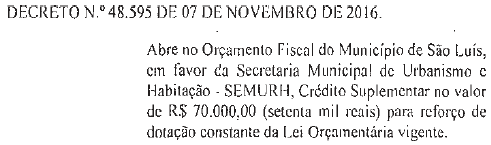 DECRETO N.º 48.595 DE 07 DE NOVEMBRO DE 2016.
Abre no Orçamento Fiscal do Município de São Luís,
em favor da Secretaria Municipal de Urbanismo e
Habitação - SEMURH, Crédito Suplementar no valor
de R$ 70.000,00 (setenta mil reais) para reforço de
dotação constante da Lei Orçamentária vigente.